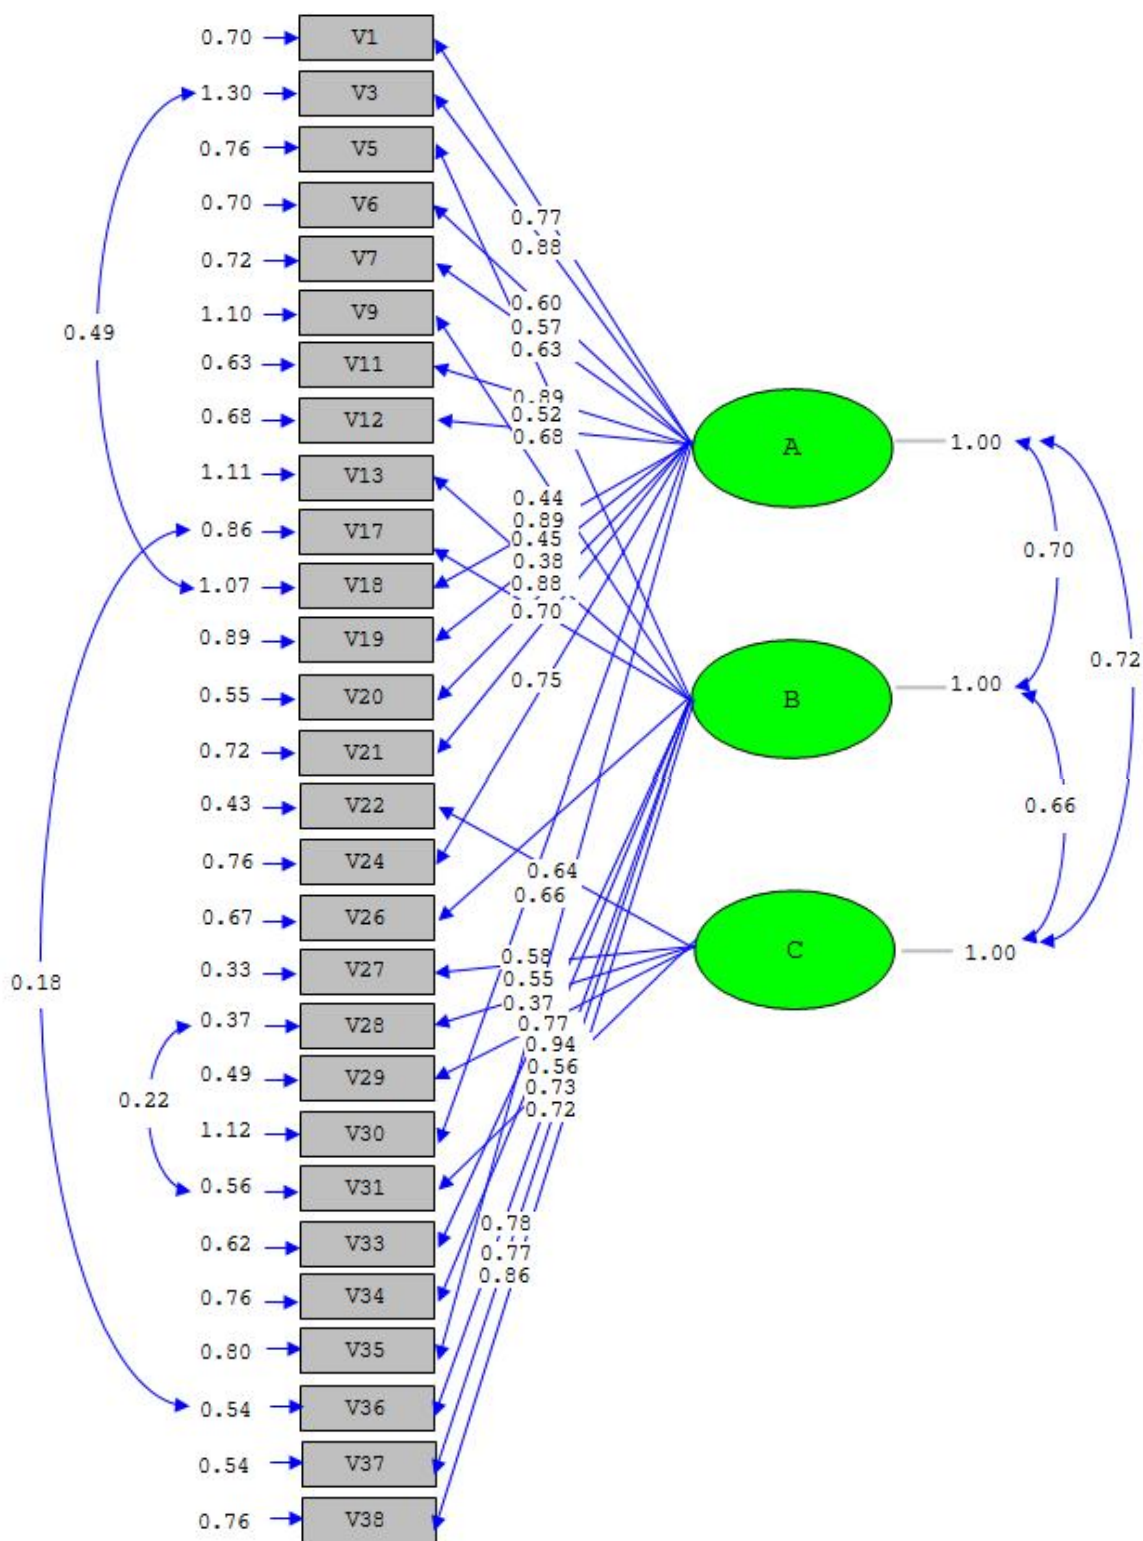 0.70 V1
1.30 V3
0.76 V5
0.70 V6
0.77
0.88
0.72 V7
0.60
1.10 V9
0.57
0.49
0.63
0.63 V11
0.89
0.52
0.68 V12
0.68
A 1.00
1.11 V13
0.44
0.89
0.86 V17
0.45
0.70
0.38
1.07 V18
0.88
0.70
0.89 V19
0.72
0.75
B 1.00
0.55 V20
0.72 V21
0.43 V22
0.66
0.76 V24
0.64
0.66
0.67 V26
C 1.00
0.58
0.33 V27
0.55
0.18
0.37
0.37 V28
0.77
0.94
0.56
0.49 V29
0.73
0.22
0.72
1.12 V30
0.56 V31
0.78
0.62 V33
0.77
0.86
0.76 V34
0.80 V35
0.54 V36
0.54 V37
0.76 V38